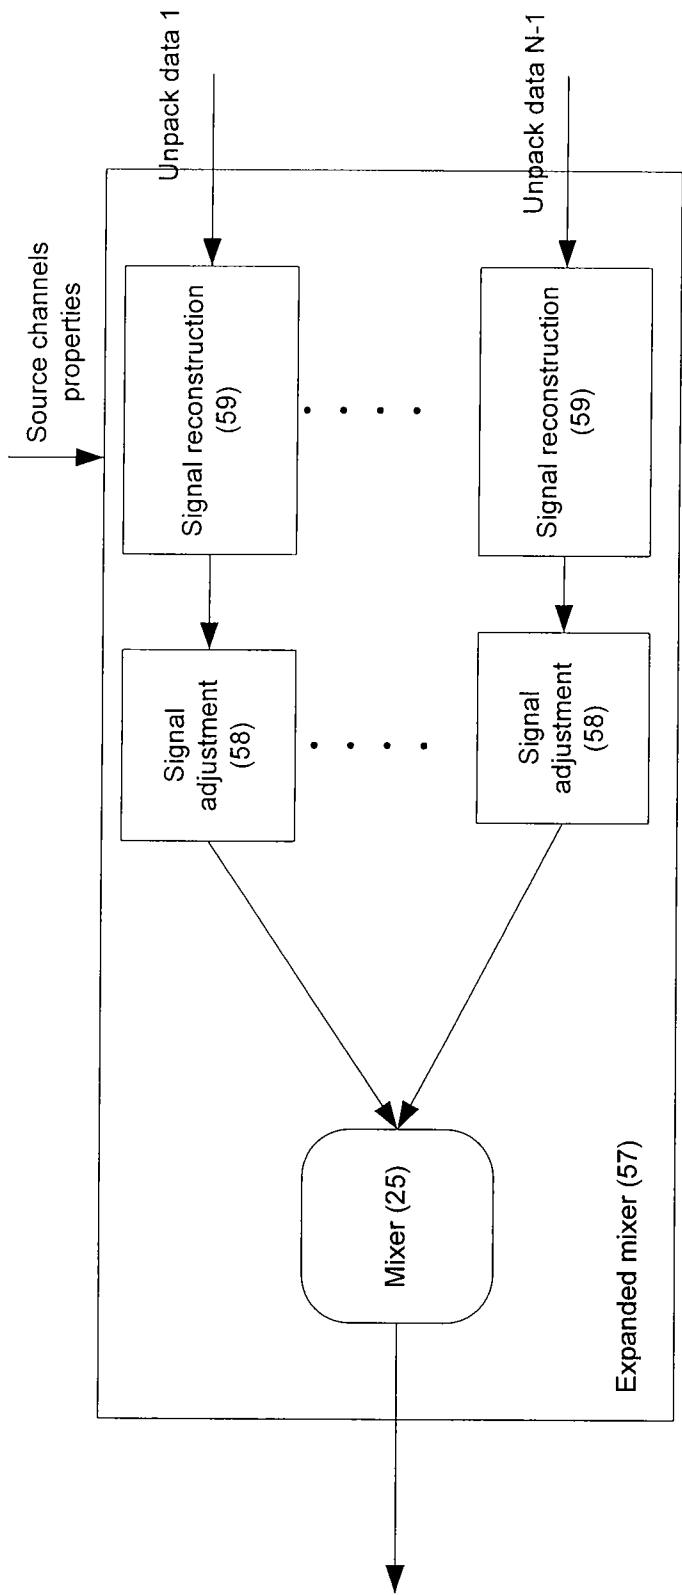 Source channels
properties
Unpack data 1
Signal reconstruction
(59)
Signal
adjustment
(58)
Unpack data N-1
Signal reconstruction
(59)
Signal
adjustment
(58)
Mixer (25)
Expanded mixer (57)